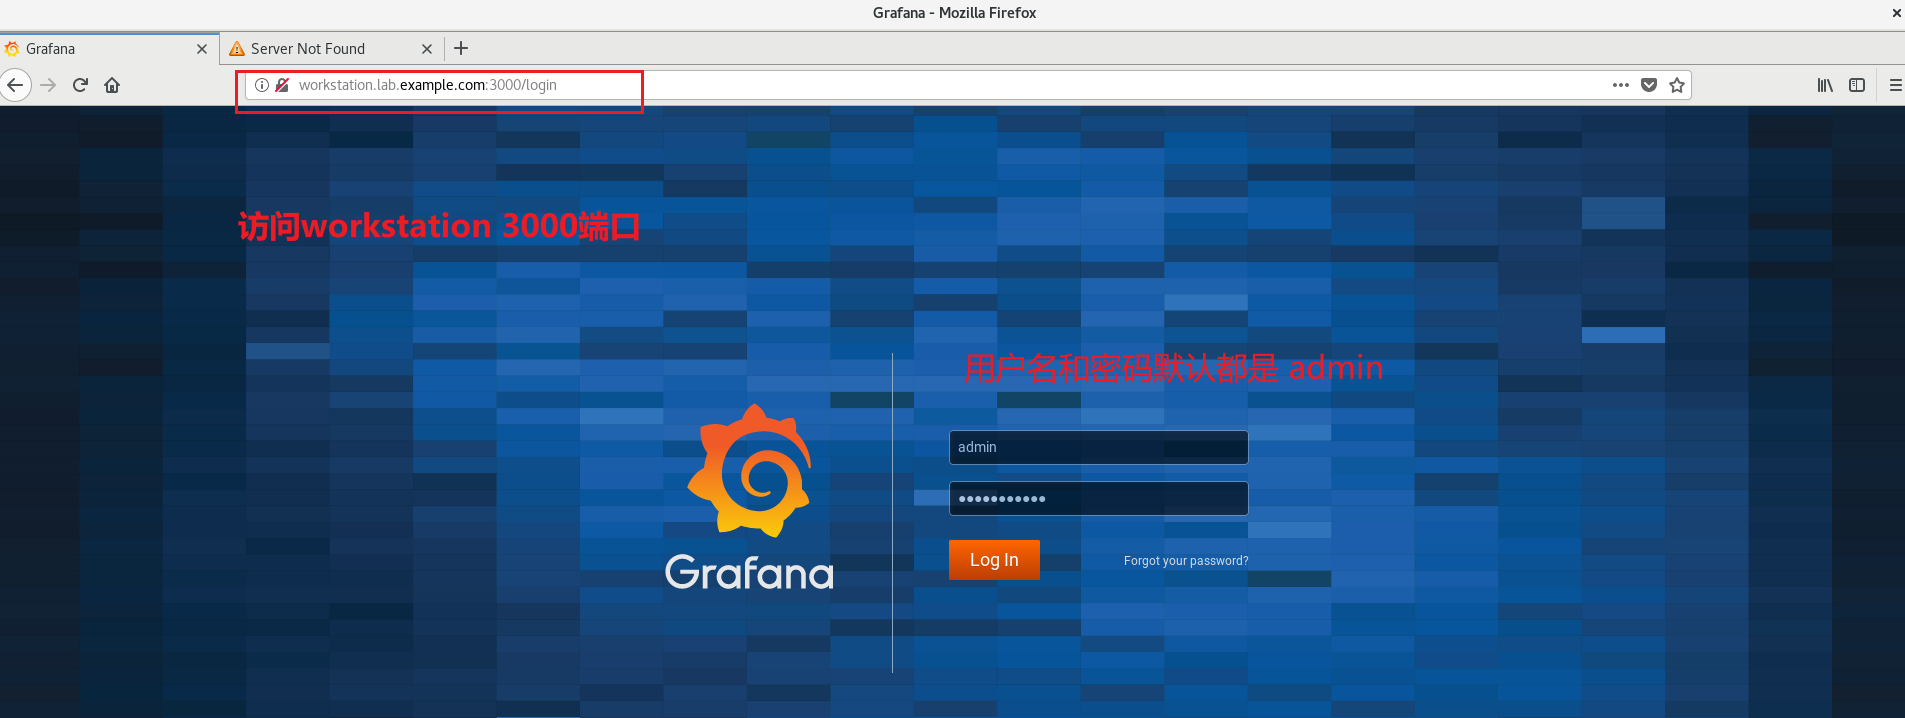 Grafana - Mozilla Firefox
Grafana
Server Not Found
workstation.lab.example.com:3000/login
访问workstation 3000端口
用户名和密码默认都是 admin
admin
•••••••••••
Log In
Forgot your password?
Grafana